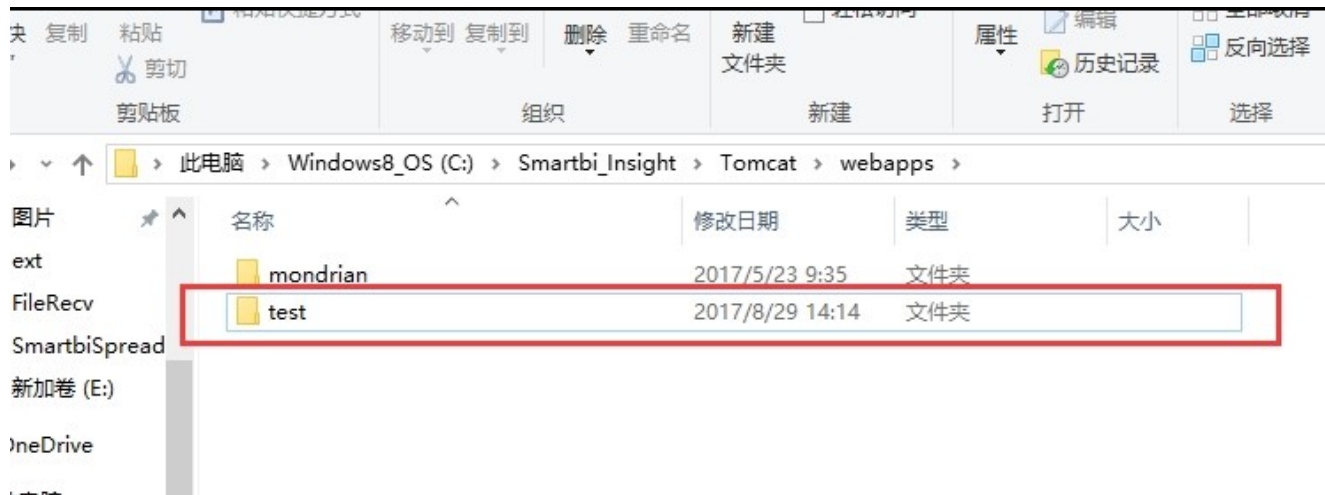 复制 粘贴 移动到 复制到 删除 重命名 新建 属性 编辑
剪切 文件夹 历史记录 反向选择
剪贴板 组织 新建 打开 选择
此电脑 > Windows8_OS (C:) > Smartbi_Insight > Tomcat > webapps >
图片 名称 修改日期 类型 大小
ext
mondrian 2017/5/23 9:35 文件夹
FileRecv
test 2017/8/29 14:14 文件夹
SmartbiSpread
新加卷 (E:)
OneDrive